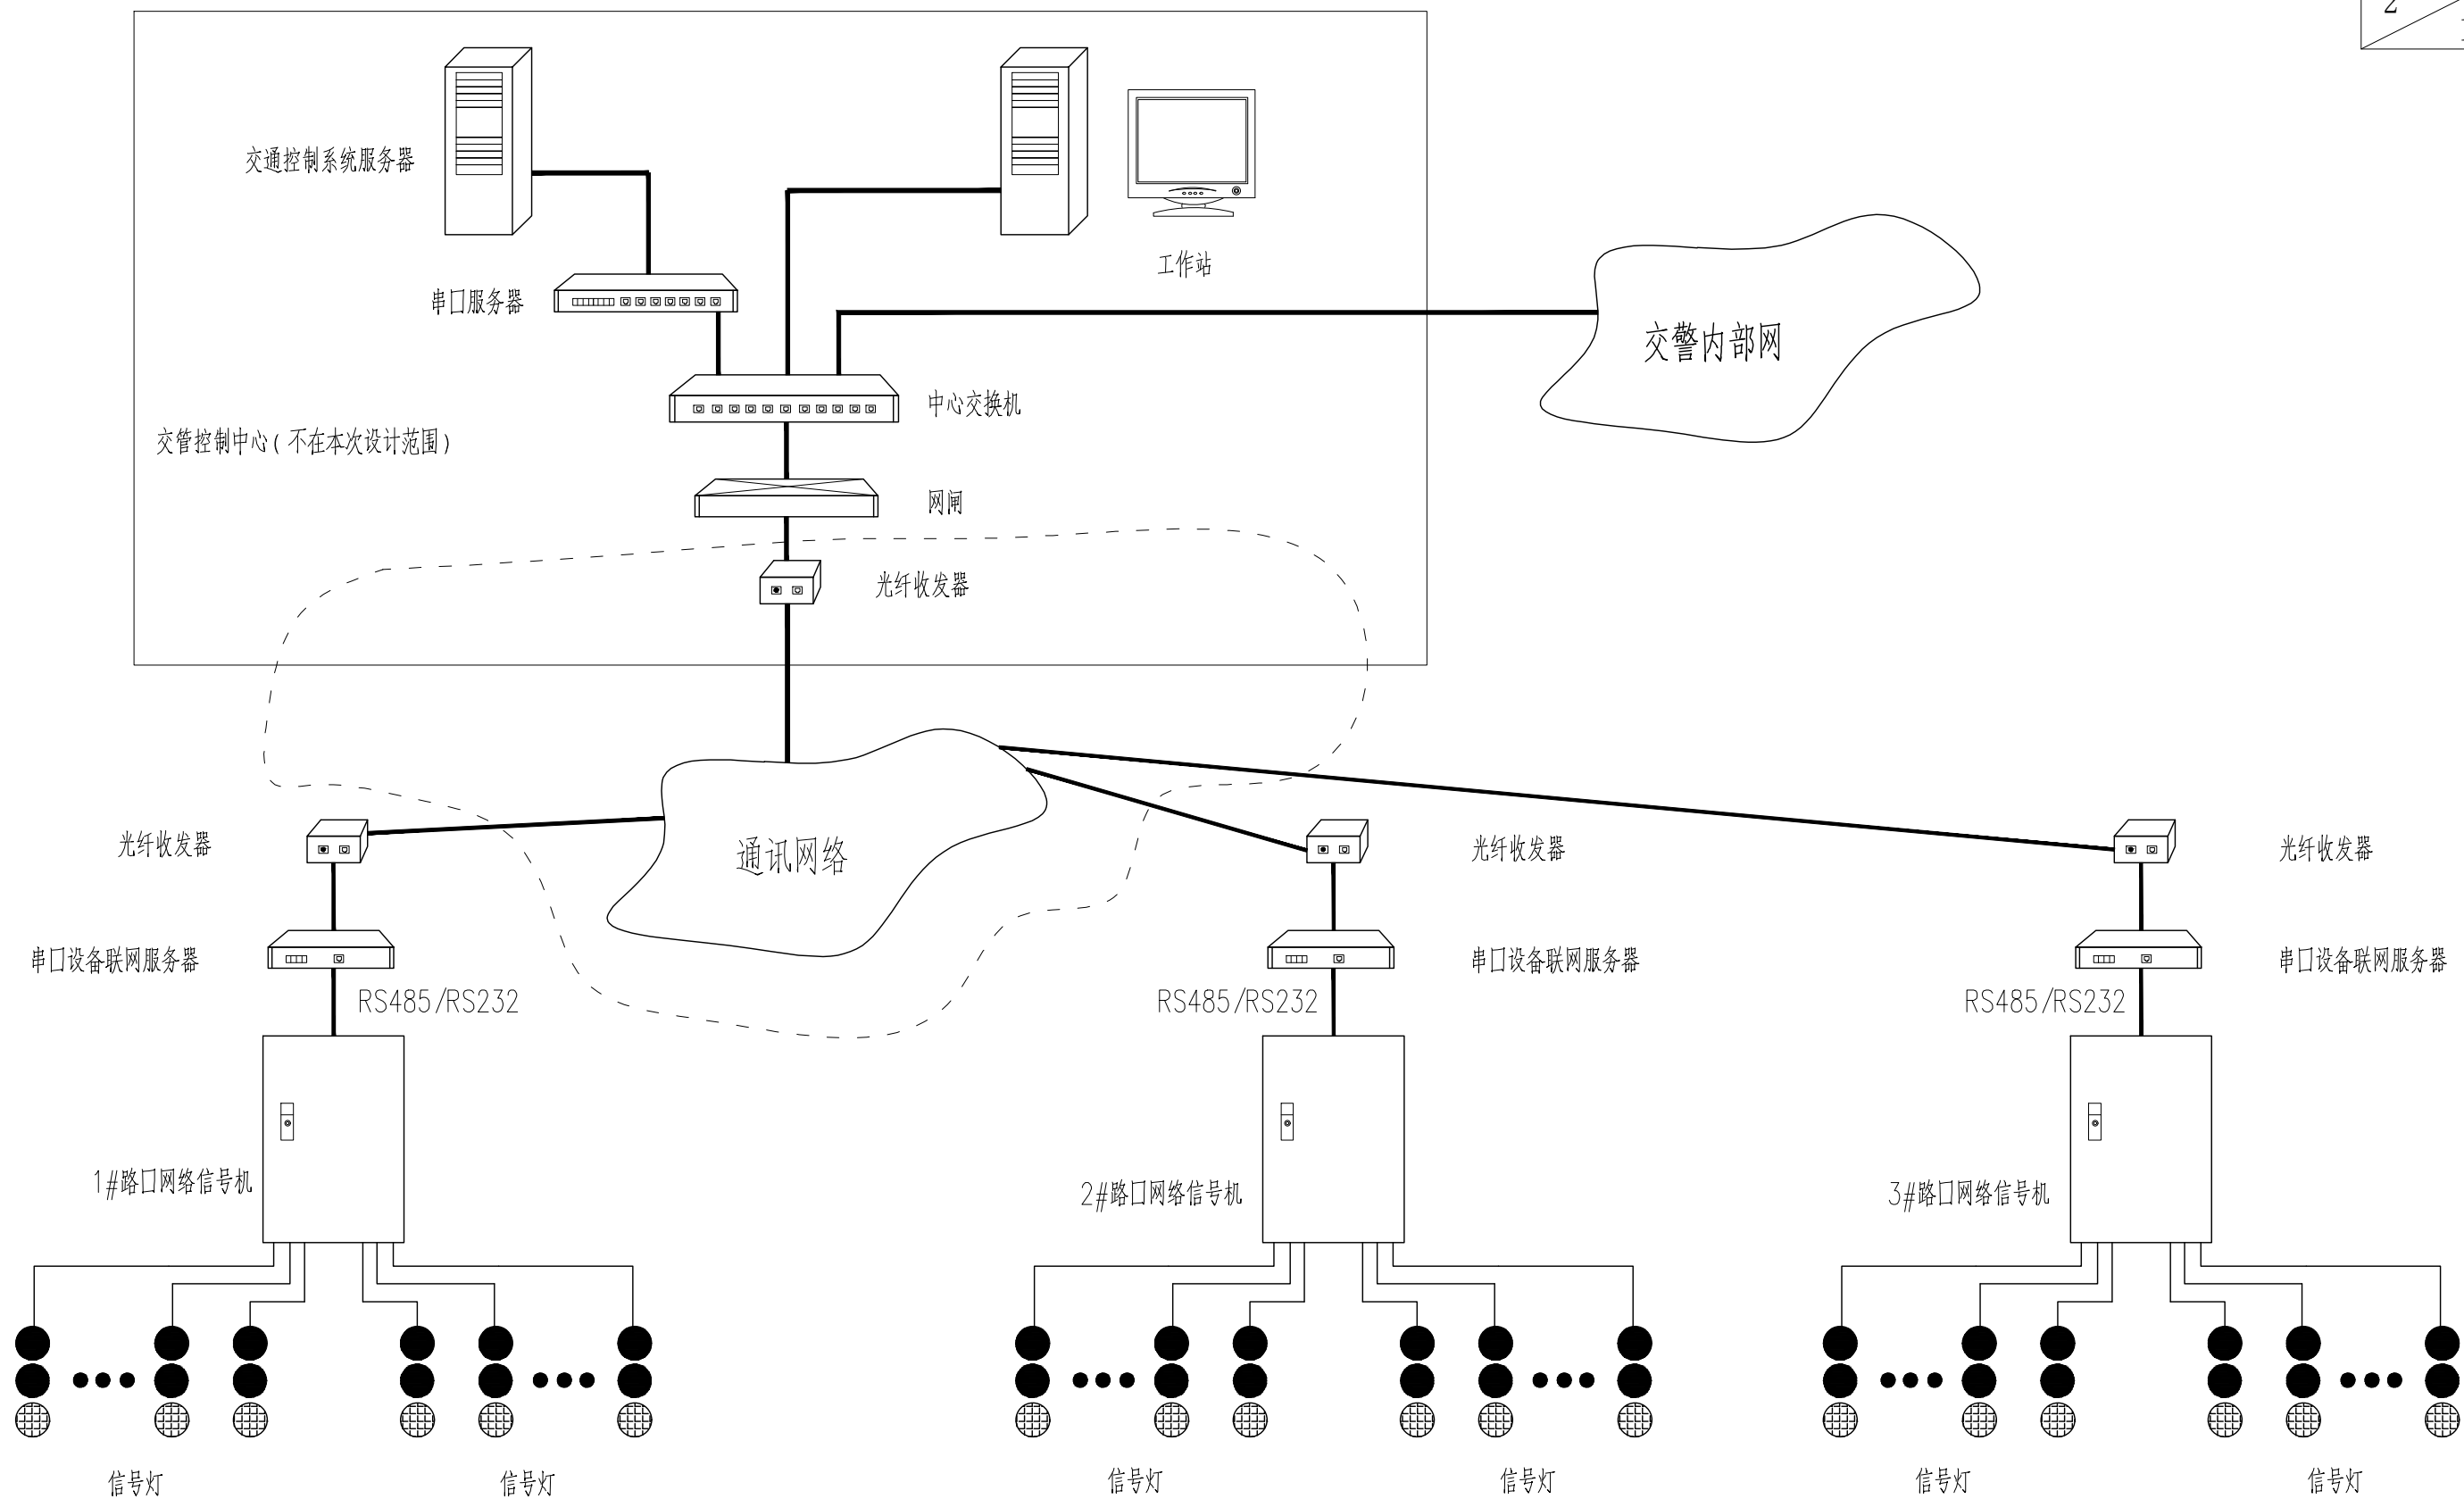 2
交通控制系统服务器
工作站
串口服务器
交警内部网
中心交换机
交管控制中心(不在本次设计范围)
网闸
光纤收发器
光纤收发器
通讯网络
光纤收发器
光纤收发器
串口设备联网服务器
串口设备联网服务器
串口设备联网服务器
RS485/RS232
RS485/RS232
RS485/RS232
1#路口网络信号机
2#路口网络信号机
3#路口网络信号机
信号灯
信号灯
信号灯
信号灯
信号灯
信号灯